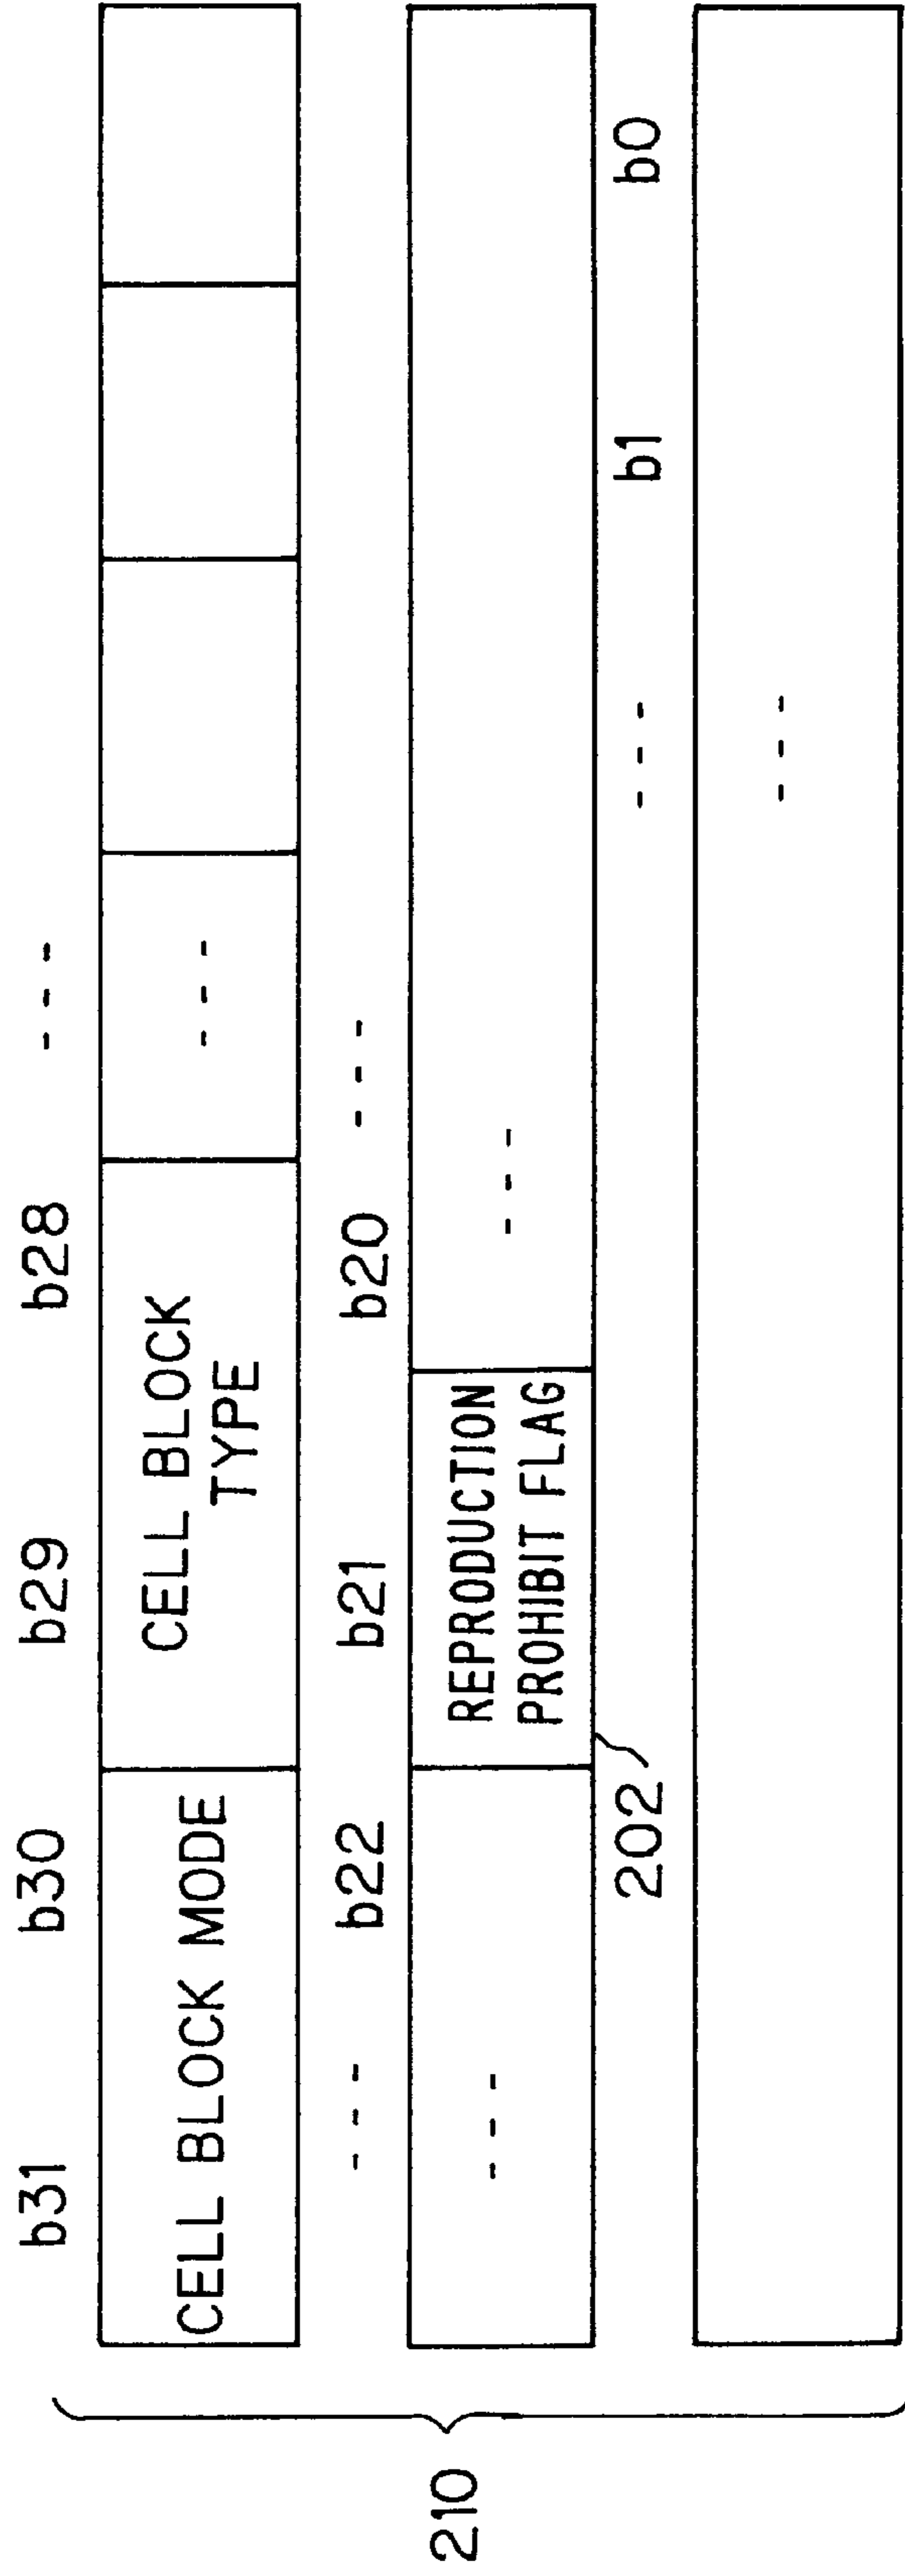 b31 b30 b29 b28 ---
CELL BLOCK MODE
CELL BLOCK
TYPE
---
--- b22 b21 b20 ---
---
REPRODUCTION
PROHIBIT FLAG
---
202
--- b1 b0
---
210